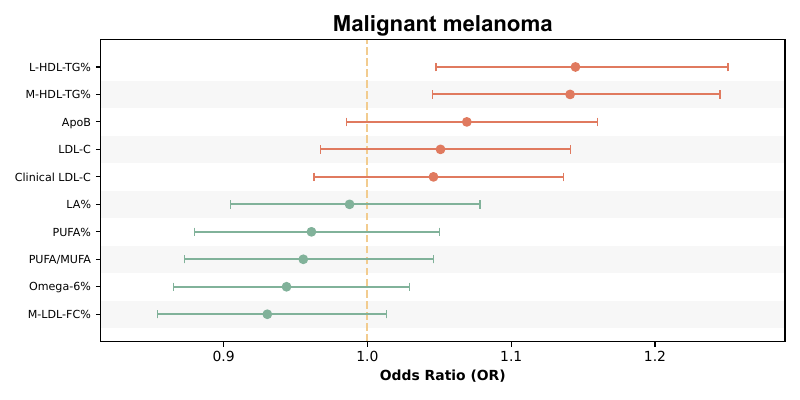 Malignant melanoma
L-HDL-TG%
M-HDL-TG%
ApoB
LDL-C
Clinical LDL-C
LA%
PUFA%
PUFA/MUFA
Omega-6%
M-LDL-FC%
0.9 1.0 1.1 1.2
Odds Ratio (OR)